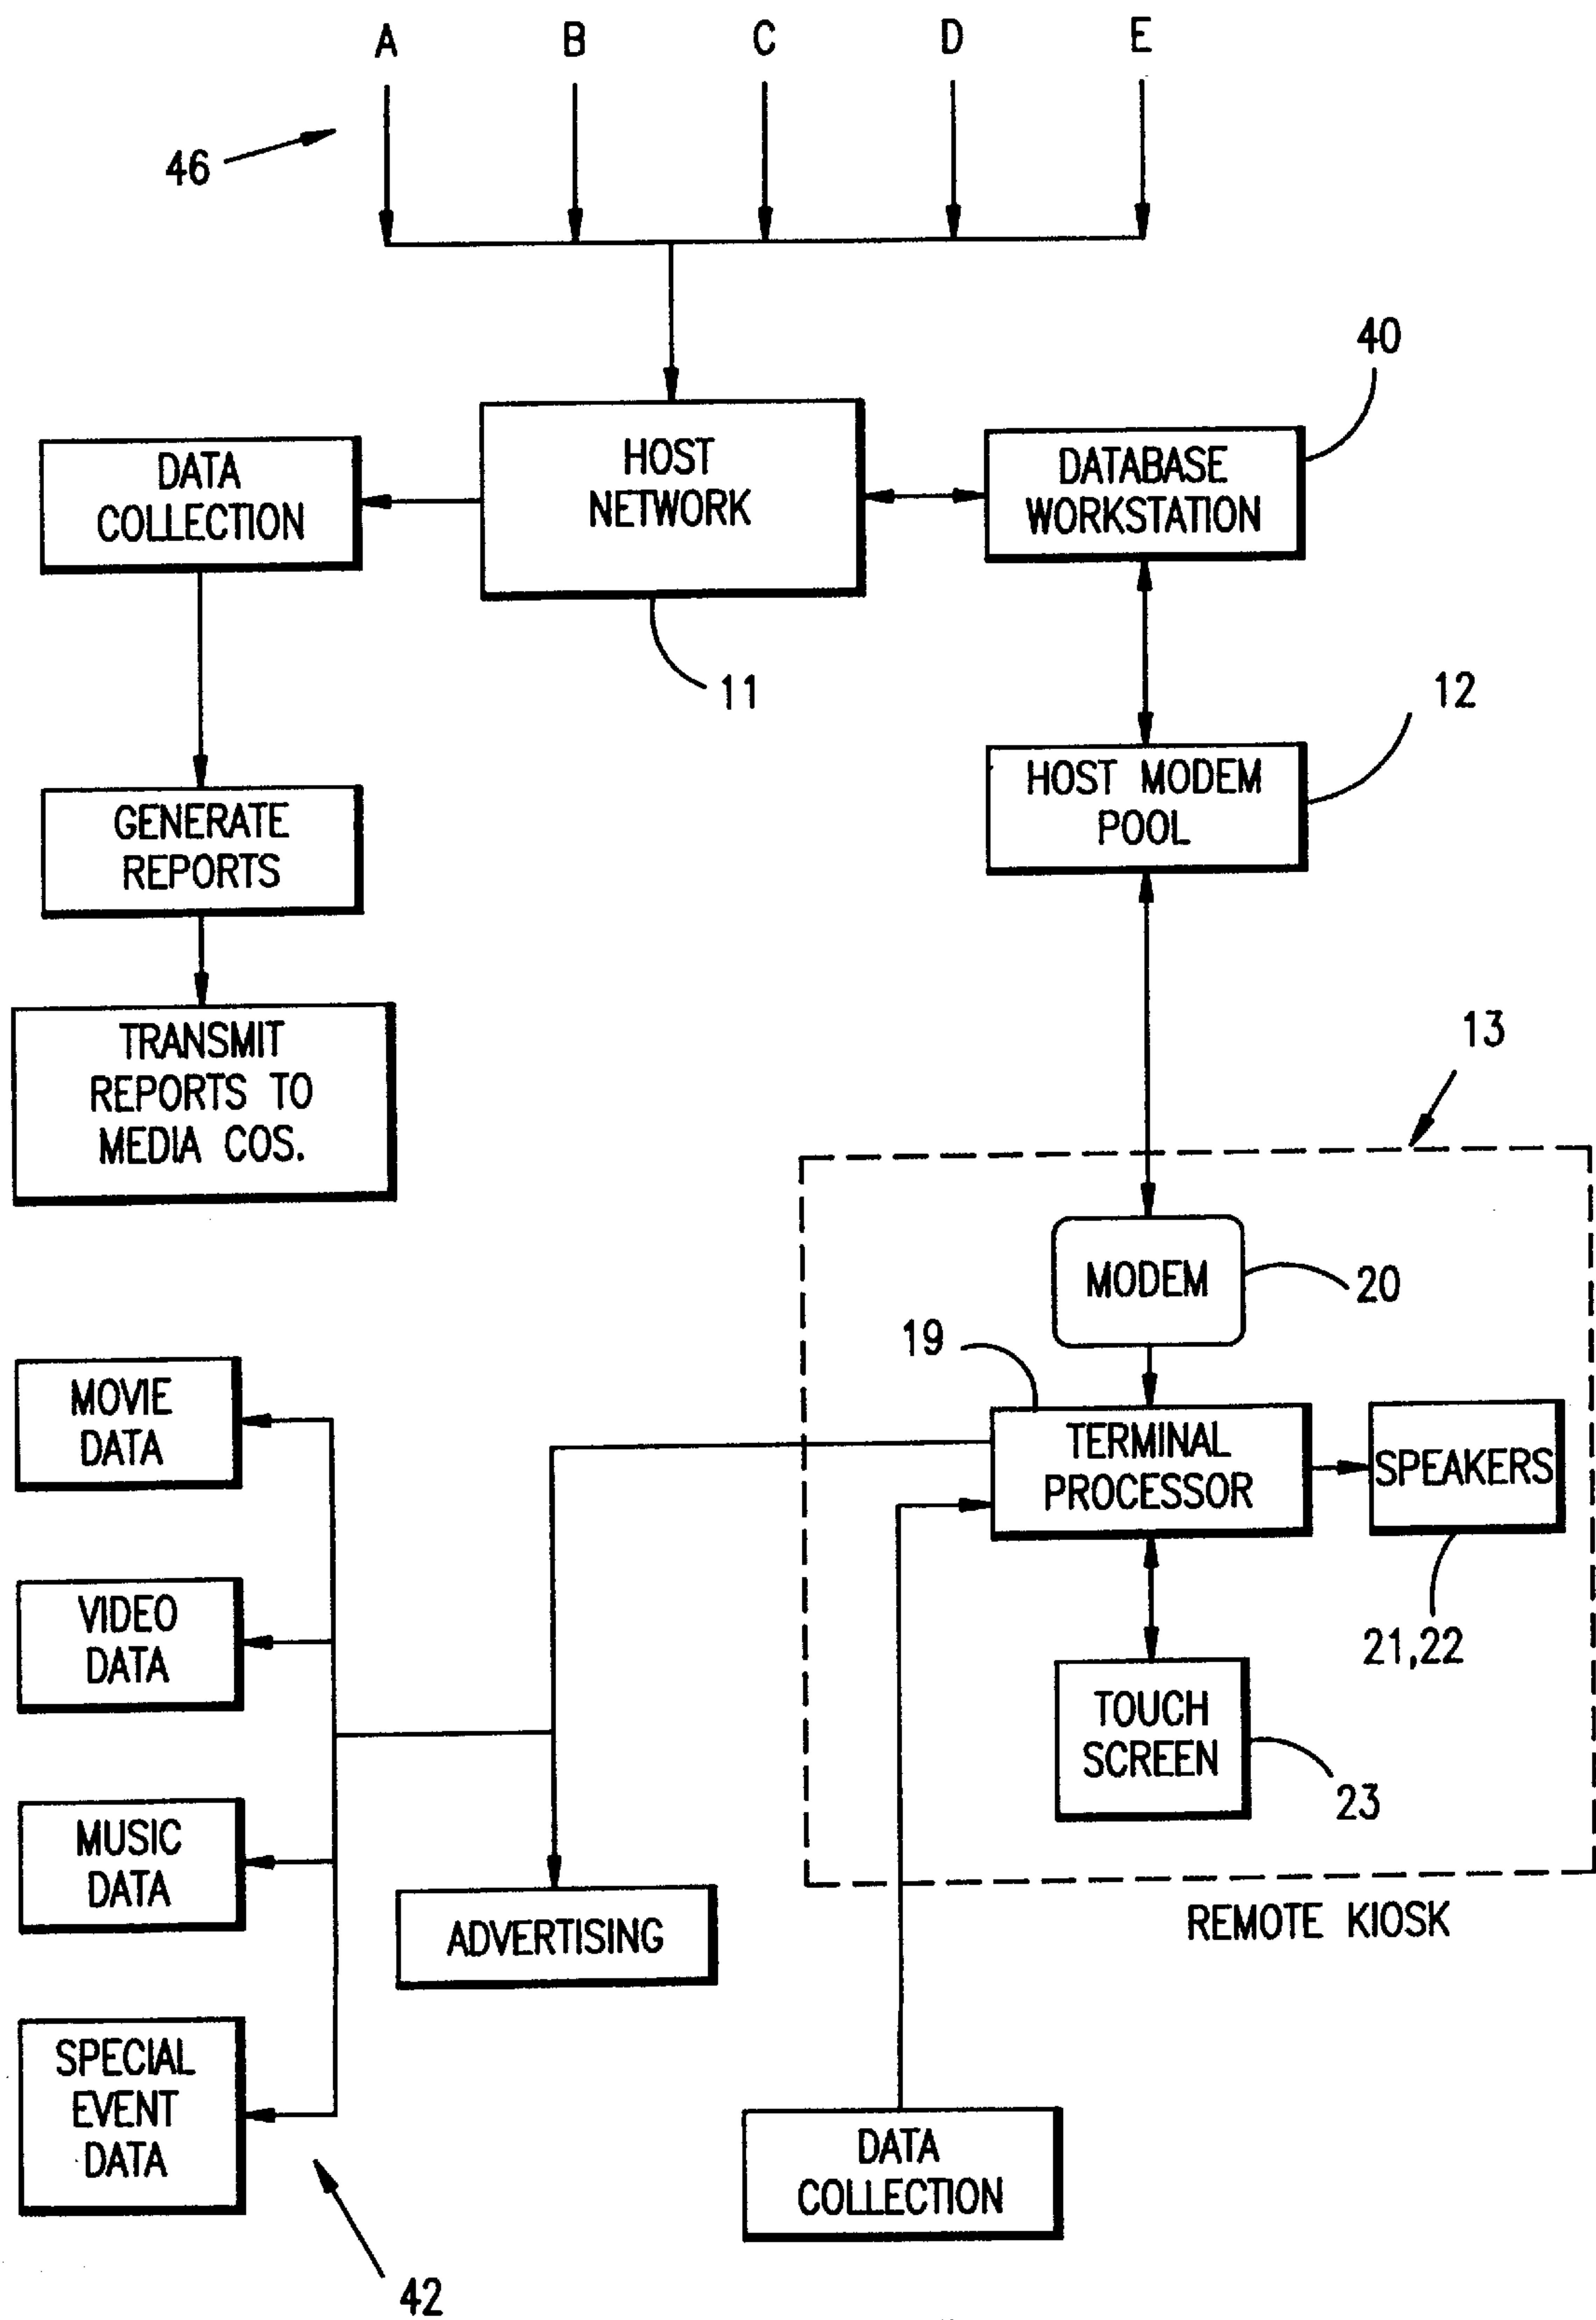 A B C D E
46
40
HOST
NETWORK
DATA
COLLECTION
DATABASE
WORKSTATION
11
12
HOST MODEM
POOL
GENERATE
REPORTS
TRANSMIT
REPORTS TO
MEDIA COS.
13
MODEM
20
19
MOVIE
DATA
TERMINAL
PROCESSOR
SPEAKERS
21,22
VIDEO
DATA
TOUCH
SCREEN
23
MUSIC
DATA
ADVERTISING
REMOTE KIOSK
SPECIAL
EVENT
DATA
DATA
COLLECTION
42